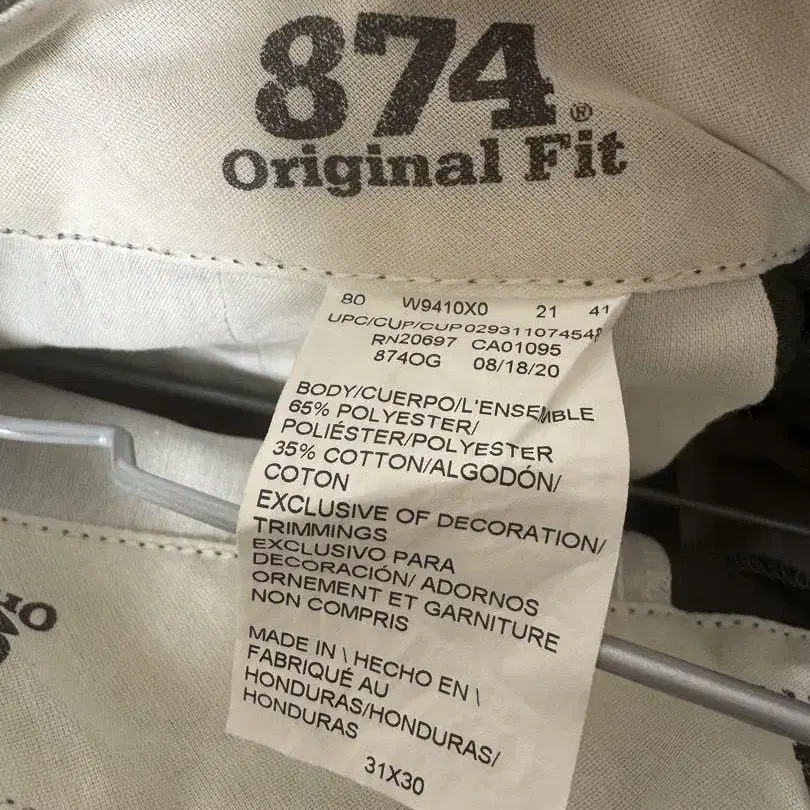 874®
Original Fit
80 W9410X0 21 41
UPC/CUP/CUP 029311074548
RN20697 CA01095
874OG 08/18/20
BODY/CUERPO/L'ENSEMBLE
65% POLYESTER/
POLIÉSTER/POLYESTER
35% COTTON/ALGODÓN/
COTON
EXCLUSIVE OF DECORATION/
TRIMMINGS
EXCLUSIVO PARA
DECORACIÓN/ ADORNOS
ORNEMENT ET GARNITURE
NON COMPRIS
MADE IN \ HECHO EN \
FABRIQUÉ AU
HONDURAS/HONDURAS/
HONDURAS
31X30